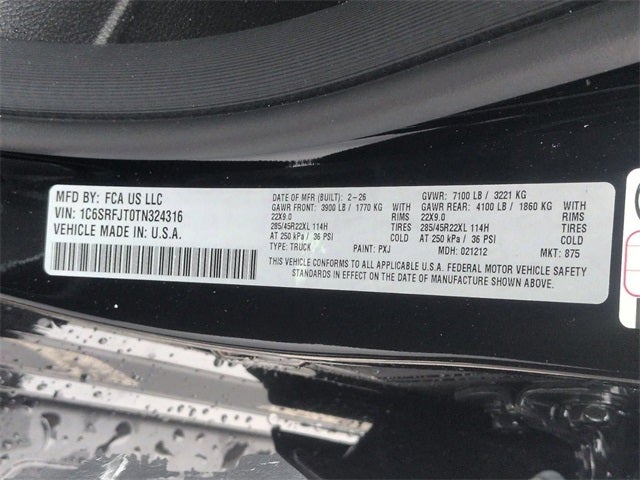 MFD BY: FCA US LLC
VIN: 1C6SRFJT0TN324316
VEHICLE MADE IN: U.S.A.
DATE OF MFR (BUILT): 2-26 GVWR: 7100 LB / 3221 KG
GAWR FRONT: 3900 LB / 1770 KG GAWR REAR: 4100 LB / 1860 KG
22X9.0 RIMS 22X9.0 RIMS
285/45R22XL 114H TIRES 285/45R22XL 114H TIRES
AT 250 kPa / 36 PSI COLD AT 250 kPa / 36 PSI COLD
TYPE: TRUCK PAINT: PXJ MDH: 021212 MKT: 875
THIS VEHICLE CONFORMS TO ALL APPLICABLE U.S.A. FEDERAL MOTOR VEHICLE SAFETY
STANDARDS IN EFFECT ON THE DATE OF MANUFACTURE SHOWN ABOVE.